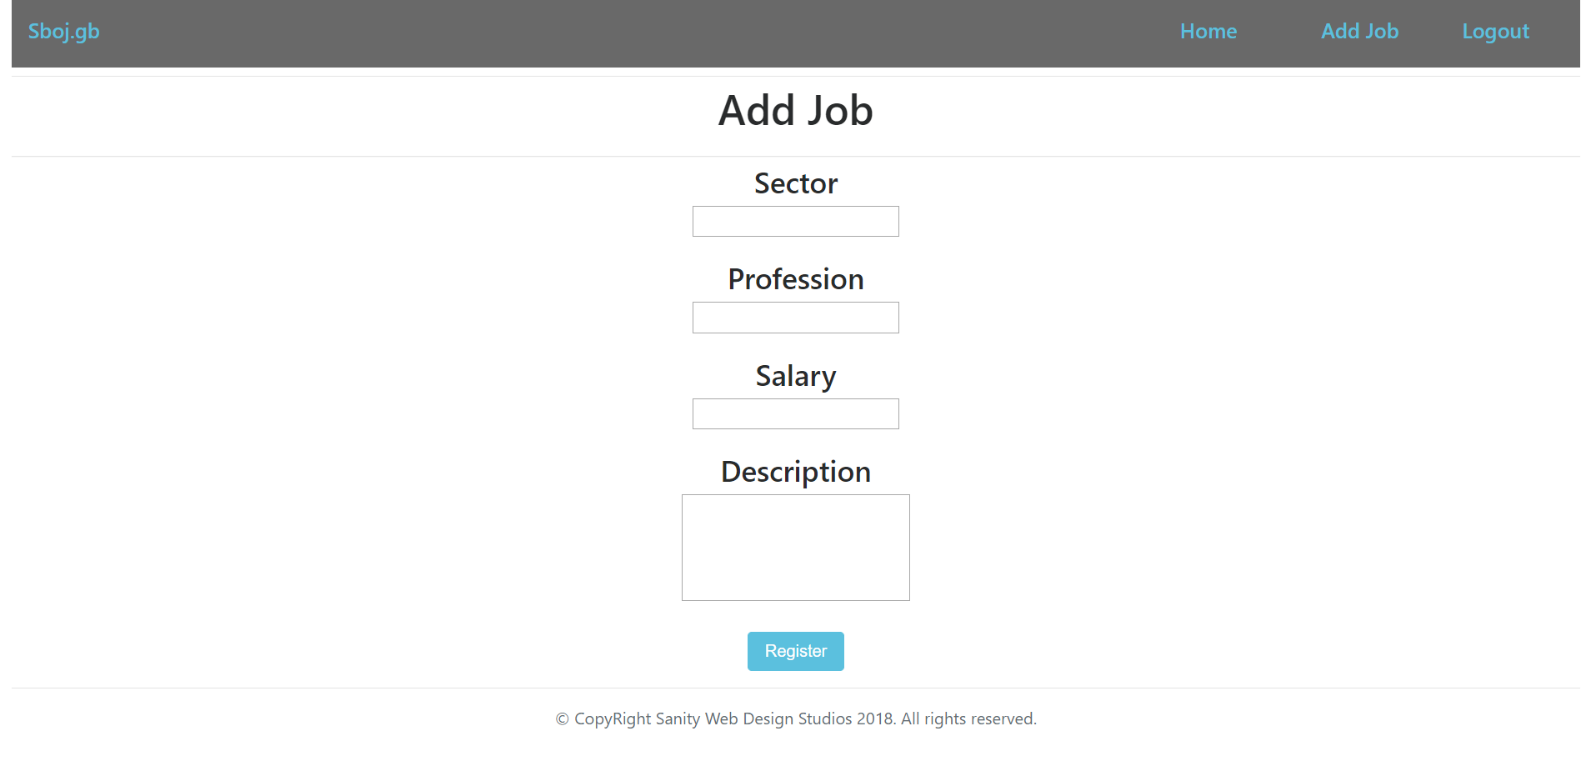 Sboj.gb Home Add Job Logout
Add Job
Sector
Profession
Salary
Description
Register
© CopyRight Sanity Web Design Studios 2018. All rights reserved.